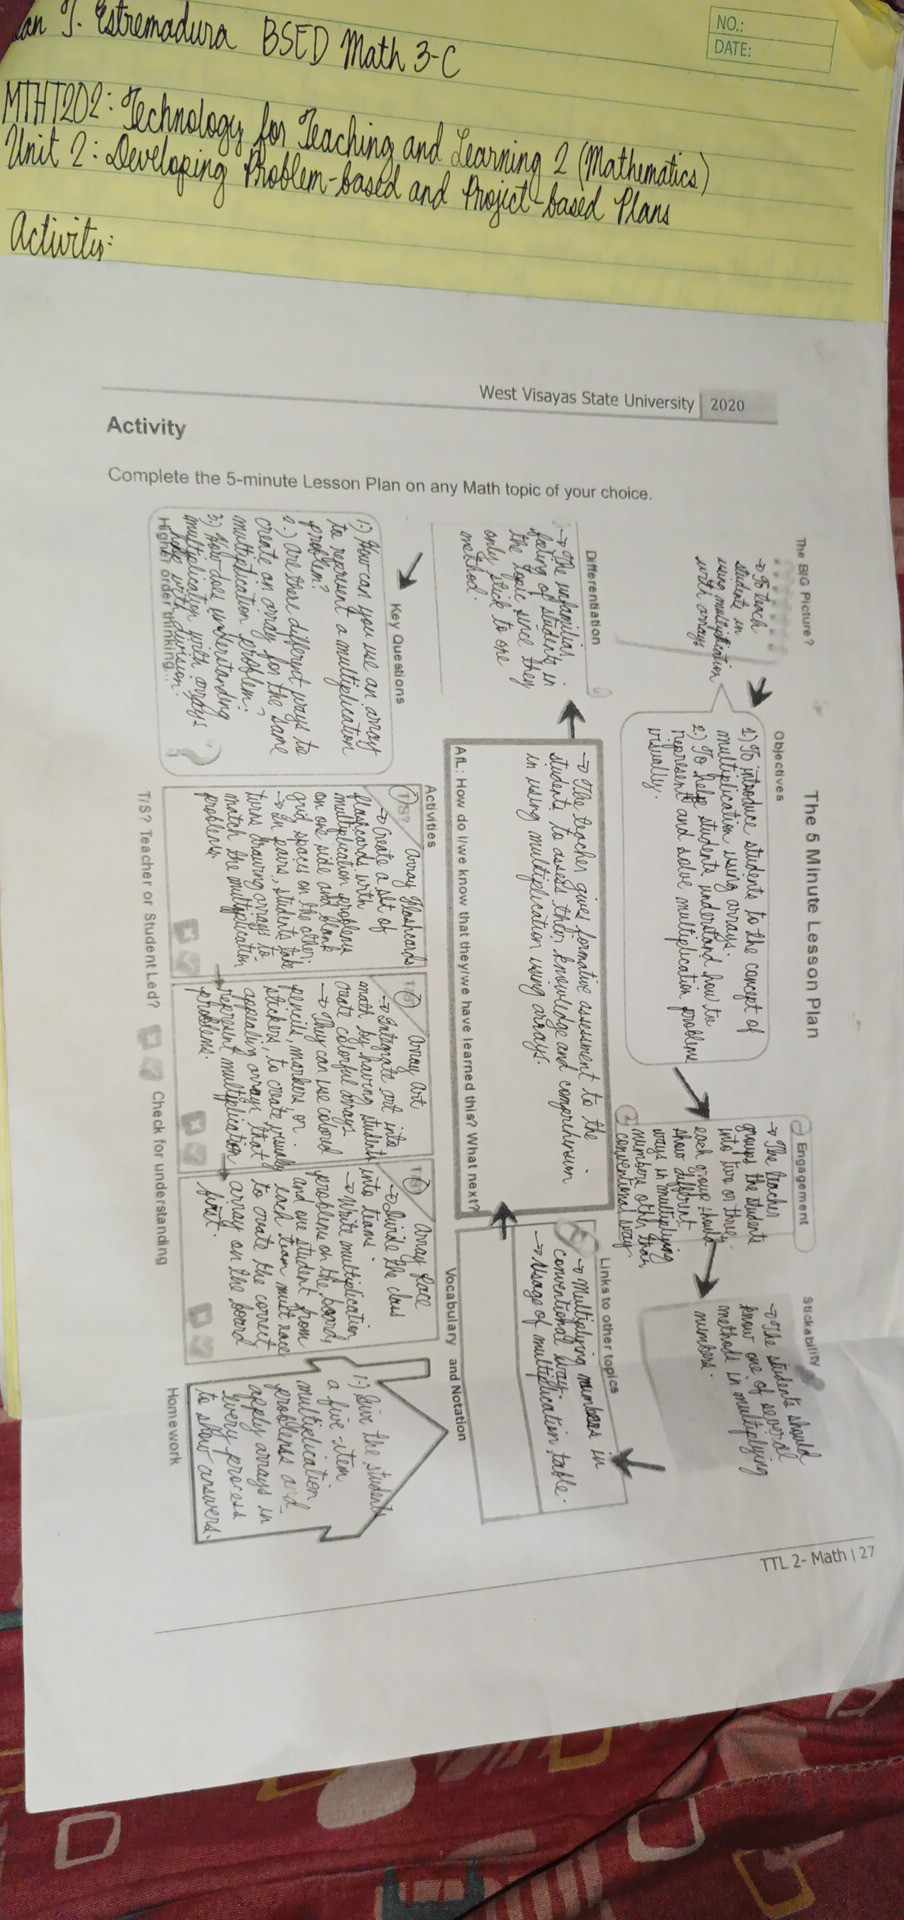 an J. Estremadura BSED Math 3-C
NO.:
DATE:
MTHT202: Technology for Teaching and Learning 2 (Mathematics)
Unit 2: Developing Problem-based and Project-based Plans
Activity:
West Visayas State University 2020
Activity
Complete the 5-minute Lesson Plan on any Math topic of your choice.
The 5 Minute Lesson Plan
The BIG Picture?
→ To teach
students in
using multiplication
with arrays
Objectives
1) To introduce students to the concept of
multiplication using arrays.
2) To help students understand how to
represent and solve multiplication problems
visually.
Engagement
→ The teacher
groups the students
into two or three,
each group should
show different
ways in multiplying
numbers other than
conventional way
Stickability
→ The students should
know one of several
methods in multiplying
numbers.
Differentiation
→ The unfamiliar
being of students in
the topic since they
only stick to one
method.
→ The teacher gives formative assessment to the
students to assess their knowledge and comprehension
in using multiplication using arrays.
AfL: How do I/we know that they/we have learned this? What next?
Links to other topics
→ Multiplying numbers in
conventional way.
→ Usage of multiplication table.
Vocabulary and Notation
Key Questions
1.) How can you use an array
to represent a multiplication
problem?
2.) Are there different ways to
create an array for the same
multiplication problem?
3.) How does understanding
multiplication with arrays
help with division?
Higher order thinking...
Activities
T/S? Array Flashcards
→ Create a set of
flashcards with
multiplication problems
on one side and blank
grid spaces on the other.
→ In pairs, students take
turns drawing arrays to
match the multiplication
problems.
T/S Array Art
→ Integrate art into
math by having students
create colorful arrays
→ They can use colored
pencils, markers or
stickers, to create visually
appealing arrays that
represent multiplication
problems.
T/S Array Race
→ Divide the class
into teams.
→ Write multiplication
problems on the board,
and one student from
each team must race
to create the correct
array on the board
first.
T/S? Teacher or Student Led?
Check for understanding
1.) Give the students
a five-item
multiplication
problems and
apply arrays in
every process
to show answers.
Homework
TTL 2- Math | 27